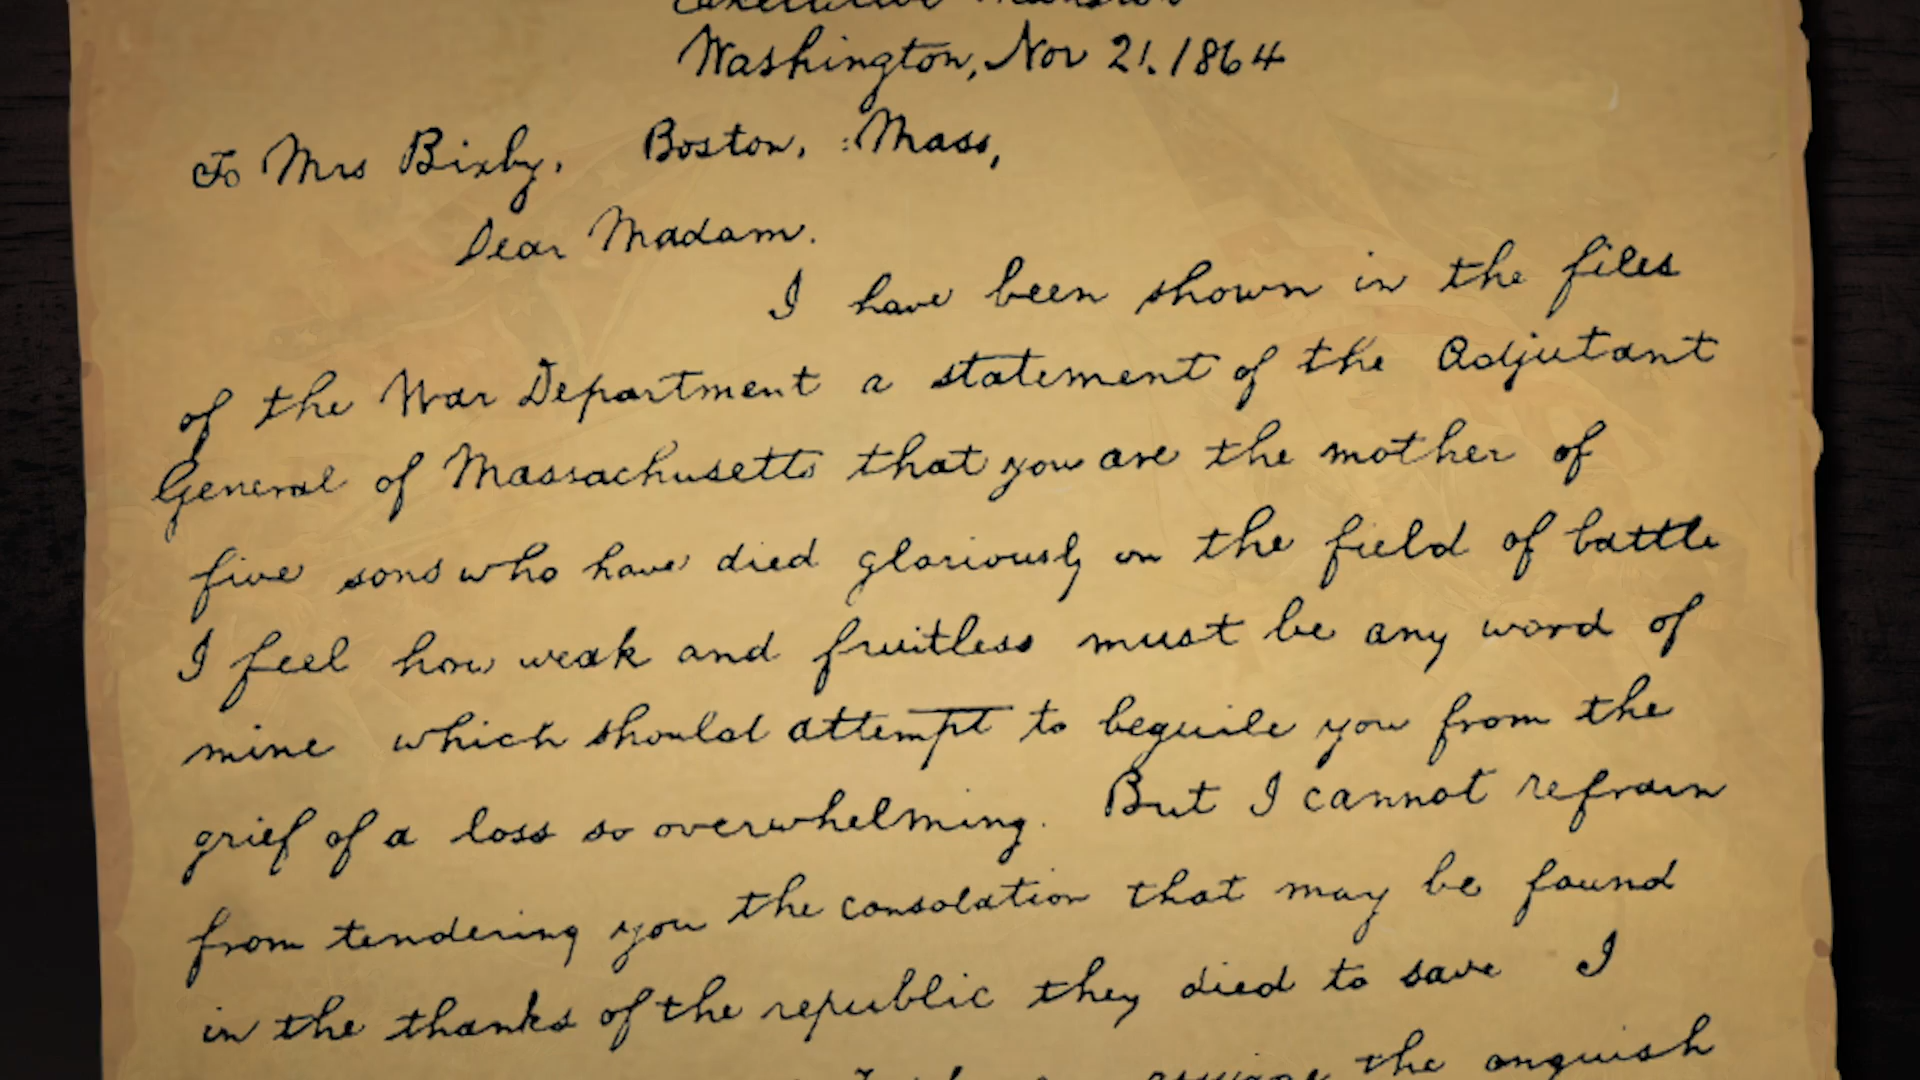 Executive Mansion
Washington, Nov 21. 1864
To Mrs Bixby. Boston. Mass,
Dear Madam.
I have been shown in the files
of the War Department a statement of the Adjutant
General of Massachusetts that you are the mother of
five sons who have died gloriously on the field of battle
I feel how weak and fruitless must be any word of
mine which should attempt to beguile you from the
grief of a loss so overwhelming. But I cannot refrain
from tendering you the consolation that may be found
in the thanks of the republic they died to save I
assuage the anguish